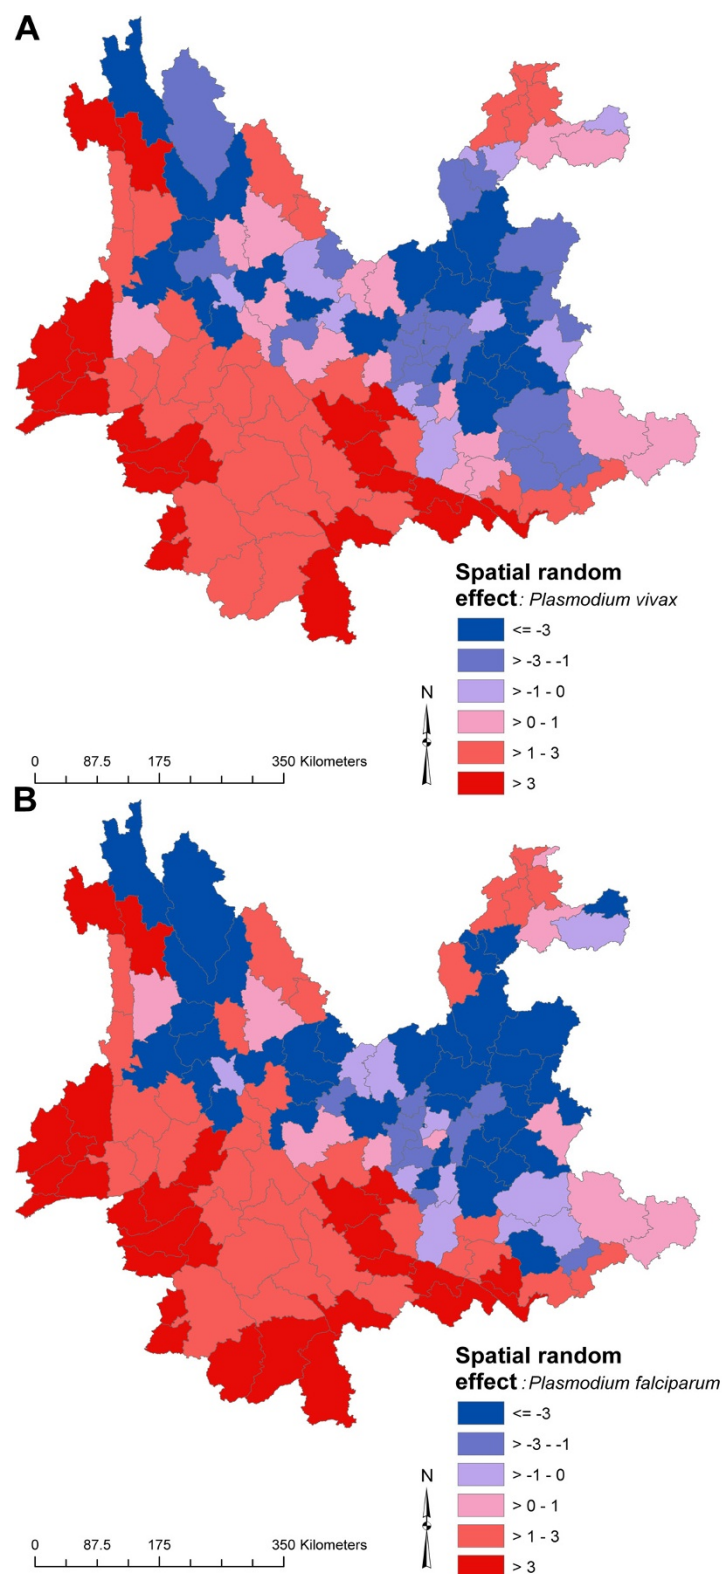 A
Spatial random
effect: Plasmodium vivax
<= -3
> -3 - -1
> -1 - 0
> 0 - 1
> 1 - 3
> 3
N
0 87.5 175 350 Kilometers
B
Spatial random
effect : Plasmodium falciparum
<= -3
> -3 - -1
> -1 - 0
> 0 - 1
> 1 - 3
> 3
N
0 87.5 175 350 Kilometers